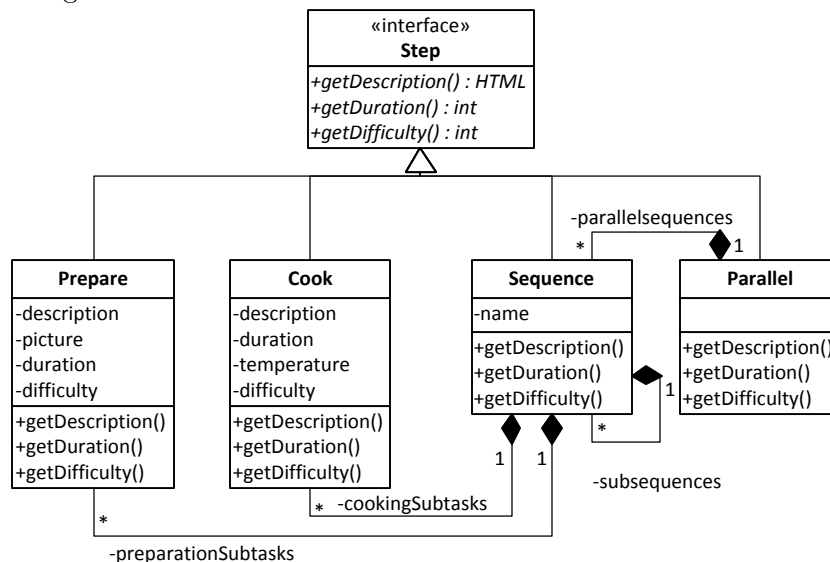 «interface»
Step
+getDescription() : HTML
+getDuration() : int
+getDifficulty() : int
-parallelsequences
*
1
Prepare
-description
-picture
-duration
-difficulty
+getDescription()
+getDuration()
+getDifficulty()
Cook
-description
-duration
-temperature
-difficulty
+getDescription()
+getDuration()
+getDifficulty()
Sequence
-name
+getDescription()
+getDuration()
+getDifficulty()
Parallel
+getDescription()
+getDuration()
+getDifficulty()
1
*
1
1
-subsequences
*
-cookingSubtasks
*
-preparationSubtasks